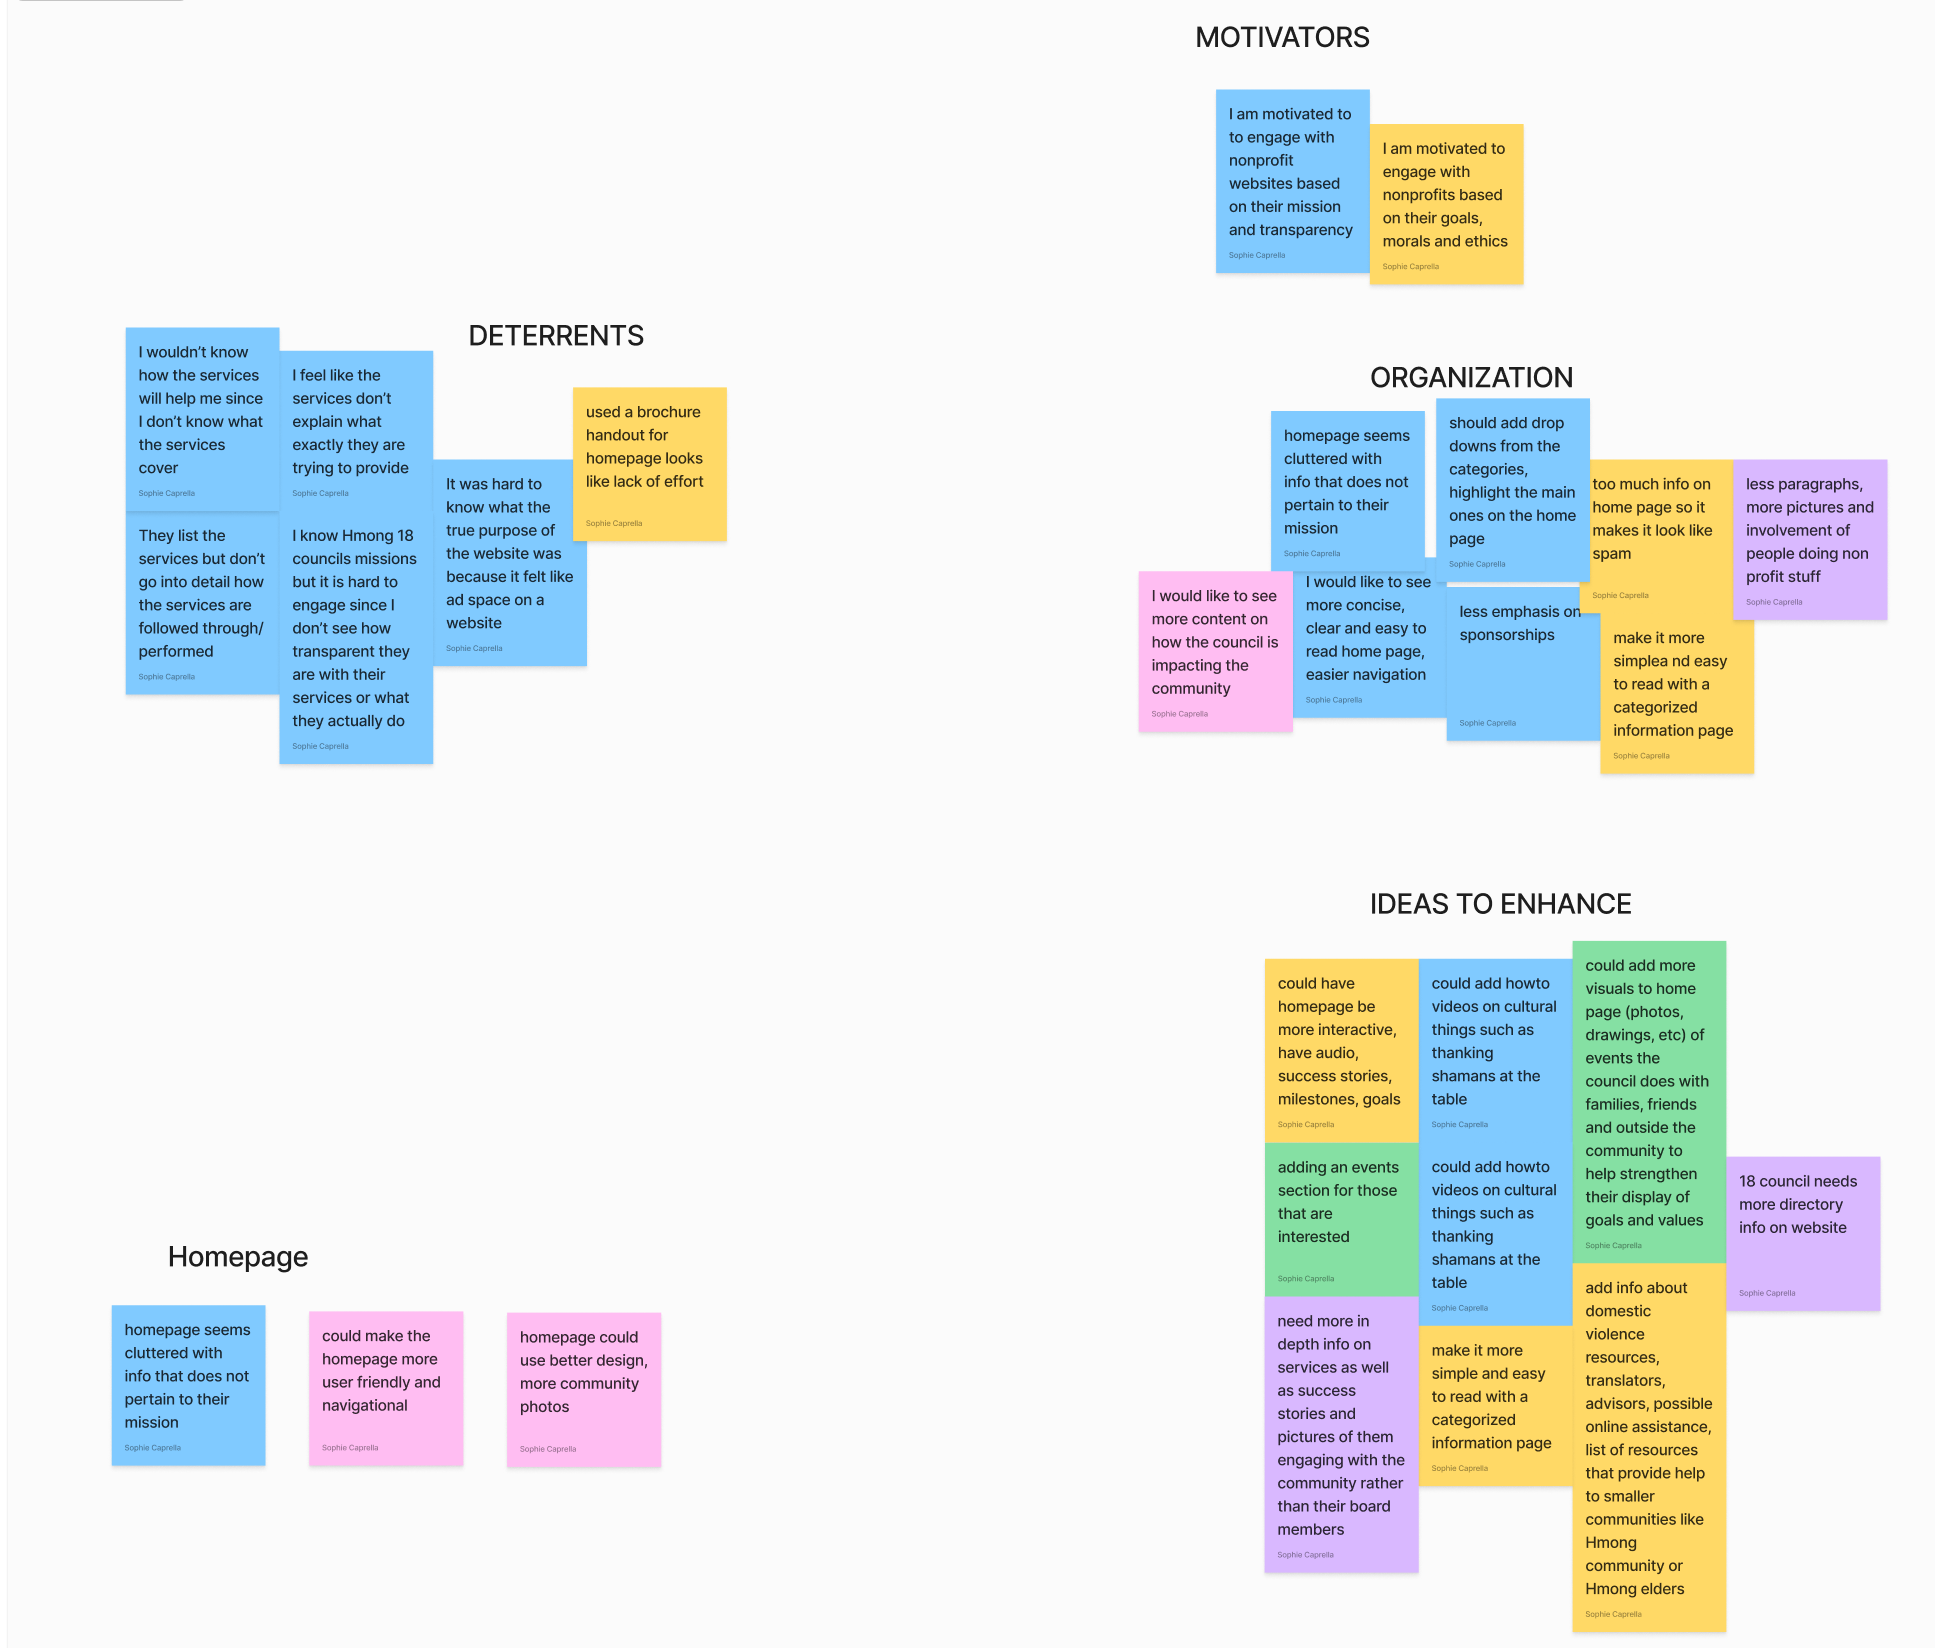 MOTIVATORS
I am motivated to
to engage with
nonprofit
websites based
on their mission
and transparency
Sophie Caprella
I am motivated to
engage with
nonprofits based
on their goals,
morals and ethics
Sophie Caprella
DETERRENTS
I wouldn't know
how the services
will help me since
I don't know what
the services
cover
Sophie Caprella
I feel like the
services don't
explain what
exactly they are
trying to provide
Sophie Caprella
It was hard to
know what the
true purpose of
the website was
because it felt like
ad space on a
website
Sophie Caprella
used a brochure
handout for
homepage looks
like lack of effort
Sophie Caprella
They list the
services but don't
go into detail how
the services are
followed through/
performed
Sophie Caprella
I know Hmong 18
councils missions
but it is hard to
engage since I
don't see how
transparent they
are with their
services or what
they actually do
Sophie Caprella
ORGANIZATION
homepage seems
cluttered with
info that does not
pertain to their
mission
Sophie Caprella
should add drop
downs from the
categories,
highlight the main
ones on the home
page
Sophie Caprella
too much info on
home page so it
makes it look like
spam
Sophie Caprella
less paragraphs,
more pictures and
involvement of
people doing non
profit stuff
Sophie Caprella
I would like to see
more content on
how the council is
impacting the
community
Sophie Caprella
I would like to see
more concise,
clear and easy to
read home page,
easier navigation
Sophie Caprella
less emphasis on
sponsorships
Sophie Caprella
make it more
simplea nd easy
to read with a
categorized
information page
Sophie Caprella
IDEAS TO ENHANCE
could have
homepage be
more interactive,
have audio,
success stories,
milestones, goals
Sophie Caprella
could add howto
videos on cultural
things such as
thanking
shamans at the
table
Sophie Caprella
could add more
visuals to home
page (photos,
drawings, etc) of
events the
council does with
families, friends
and outside the
community to
help strengthen
their display of
goals and values
Sophie Caprella
adding an events
section for those
that are
interested
Sophie Caprella
could add howto
videos on cultural
things such as
thanking
shamans at the
table
Sophie Caprella
18 council needs
more directory
info on website
Sophie Caprella
need more in
depth info on
services as well
as success
stories and
pictures of them
engaging with the
community rather
than their board
members
Sophie Caprella
make it more
simple and easy
to read with a
categorized
information page
Sophie Caprella
add info about
domestic
violence
resources,
translators,
advisors, possible
online assistance,
list of resources
that provide help
to smaller
communities like
Hmong
community or
Hmong elders
Sophie Caprella
Homepage
homepage seems
cluttered with
info that does not
pertain to their
mission
Sophie Caprella
could make the
homepage more
user friendly and
navigational
Sophie Caprella
homepage could
use better design,
more community
photos
Sophie Caprella